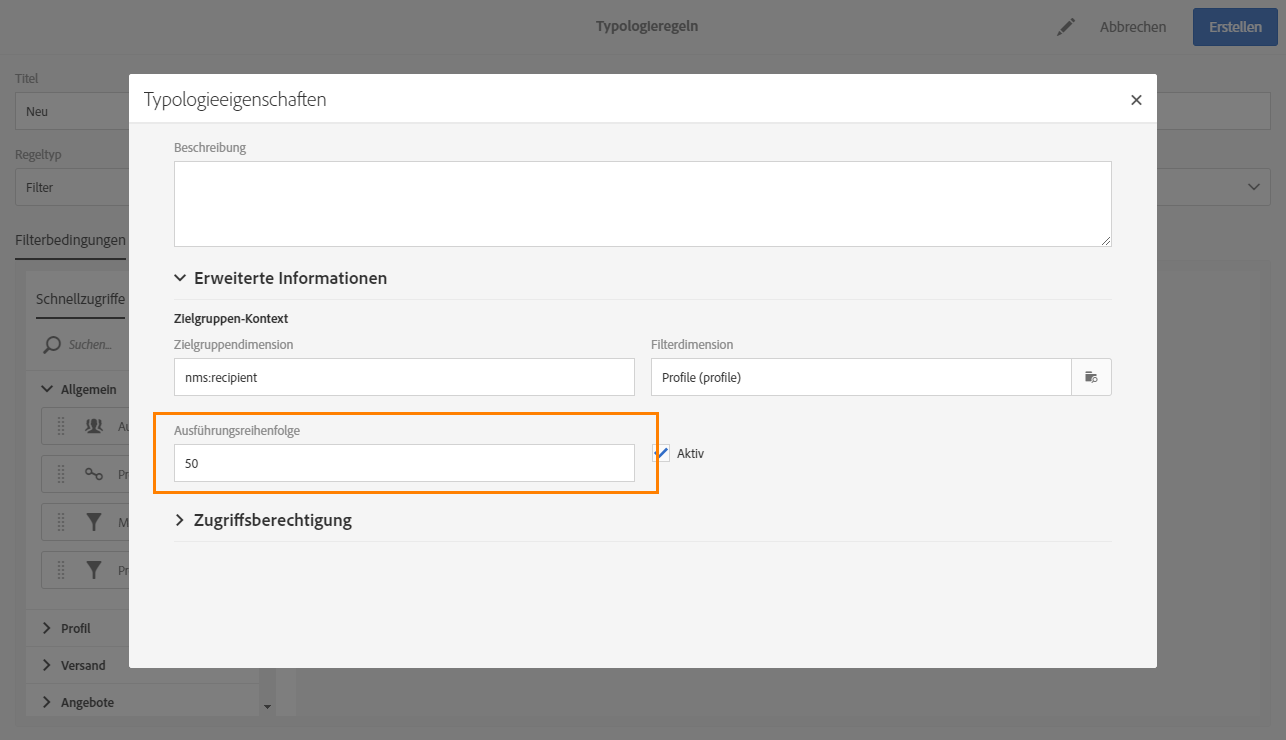 Typologieregeln
Abbrechen
Erstellen
Titel
Neu
Regeltyp
Filter
Filterbedingungen
Schnellzugriffe
Suchen...
Allgemein
Au
Pr
M
Pr
Profil
Versand
Angebote
Typologieeigenschaften
Beschreibung
Erweiterte Informationen
Zielgruppen-Kontext
Zielgruppendimension
Filterdimension
nms:recipient
Profile (profile)
Ausführungsreihenfolge
50
Aktiv
Zugriffsberechtigung